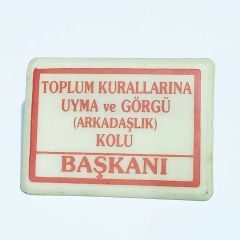 TOPLUM KURALLARINA
UYMA ve GÖRGÜ
(ARKADAŞLIK)
KOLU
BAŞKANI